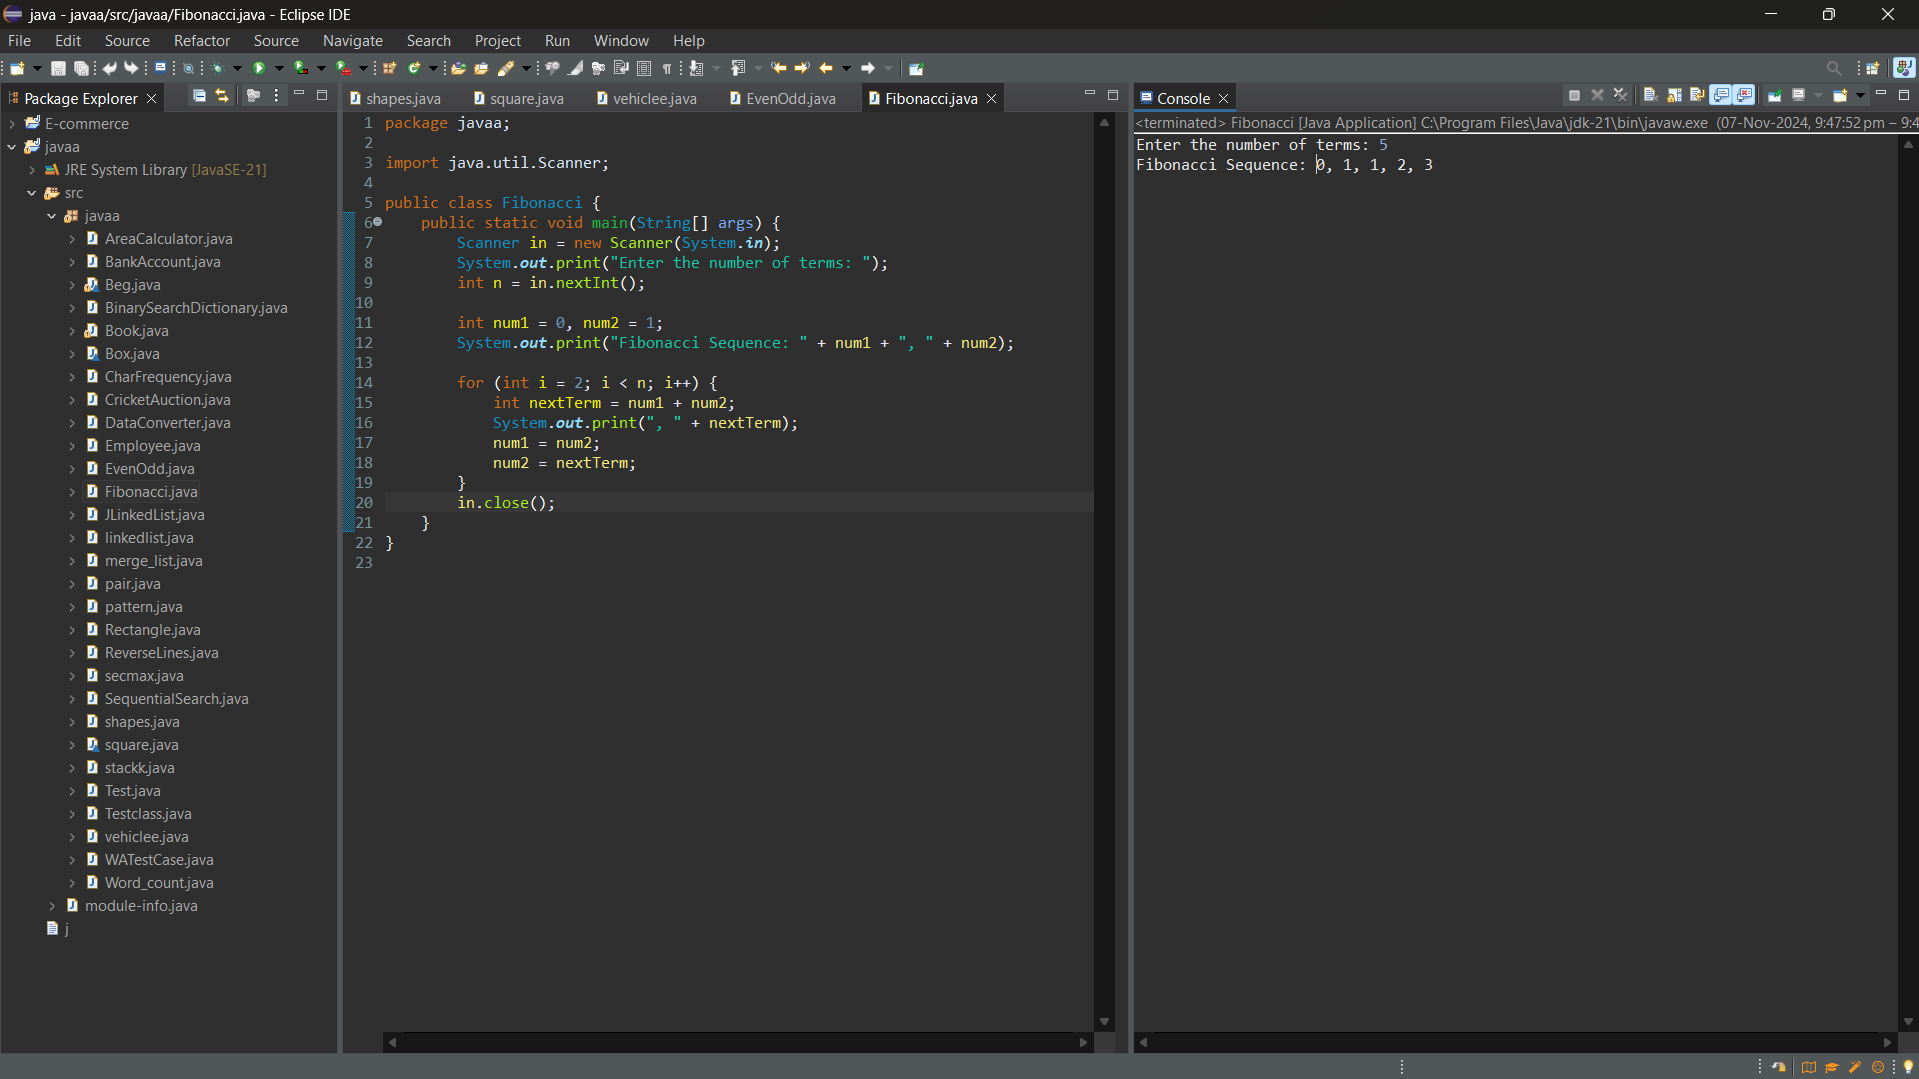 java - javaa/src/javaa/Fibonacci.java - Eclipse IDE
File Edit Source Refactor Source Navigate Search Project Run Window Help
Package Explorer
E-commerce
javaa
JRE System Library [JavaSE-21]
src
javaa
AreaCalculator.java
BankAccount.java
Beg.java
BinarySearchDictionary.java
Book.java
Box.java
CharFrequency.java
CricketAuction.java
DataConverter.java
Employee.java
EvenOdd.java
Fibonacci.java
JLinkedList.java
linkedlist.java
merge_list.java
pair.java
pattern.java
Rectangle.java
ReverseLines.java
secmax.java
SequentialSearch.java
shapes.java
square.java
stackk.java
Test.java
Testclass.java
vehiclee.java
WATestCase.java
Word_count.java
module-info.java
j
shapes.java square.java vehiclee.java EvenOdd.java Fibonacci.java
1 package javaa;
2
3 import java.util.Scanner;
4
5 public class Fibonacci {
6 public static void main(String[] args) {
7 Scanner in = new Scanner(System.in);
8 System.out.print("Enter the number of terms: ");
9 int n = in.nextInt();
10
11 int num1 = 0, num2 = 1;
12 System.out.print("Fibonacci Sequence: " + num1 + ", " + num2);
13
14 for (int i = 2; i < n; i++) {
15 int nextTerm = num1 + num2;
16 System.out.print(", " + nextTerm);
17 num1 = num2;
18 num2 = nextTerm;
19 }
20 in.close();
21 }
22 }
23
Console
<terminated> Fibonacci [Java Application] C:\Program Files\Java\jdk-21\bin\javaw.exe (07-Nov-2024, 9:47:52 pm – 9:4
Enter the number of terms: 5
Fibonacci Sequence: 0, 1, 1, 2, 3